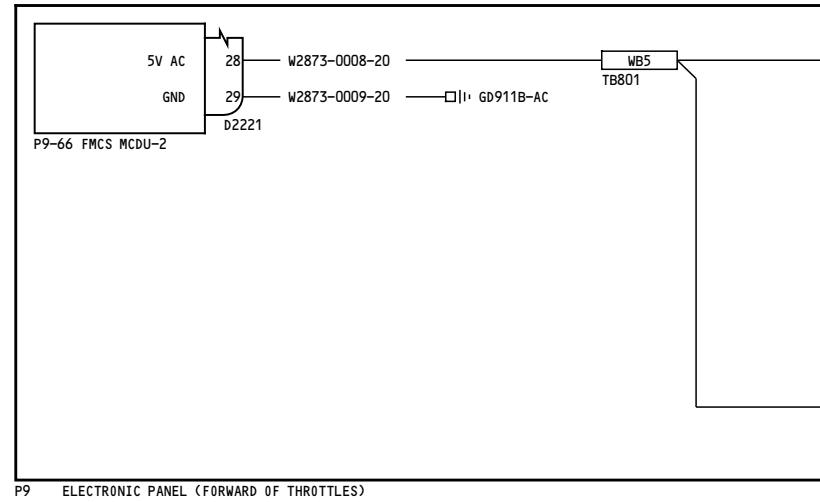 5V AC 28 W2873-0008-20 WB5
TB801
GND 29 W2873-0009-20 GD911B-AC
D2221
P9-66 FMCS MCDU-2
P9 ELECTRONIC PANEL (FORWARD OF THROTTLES)